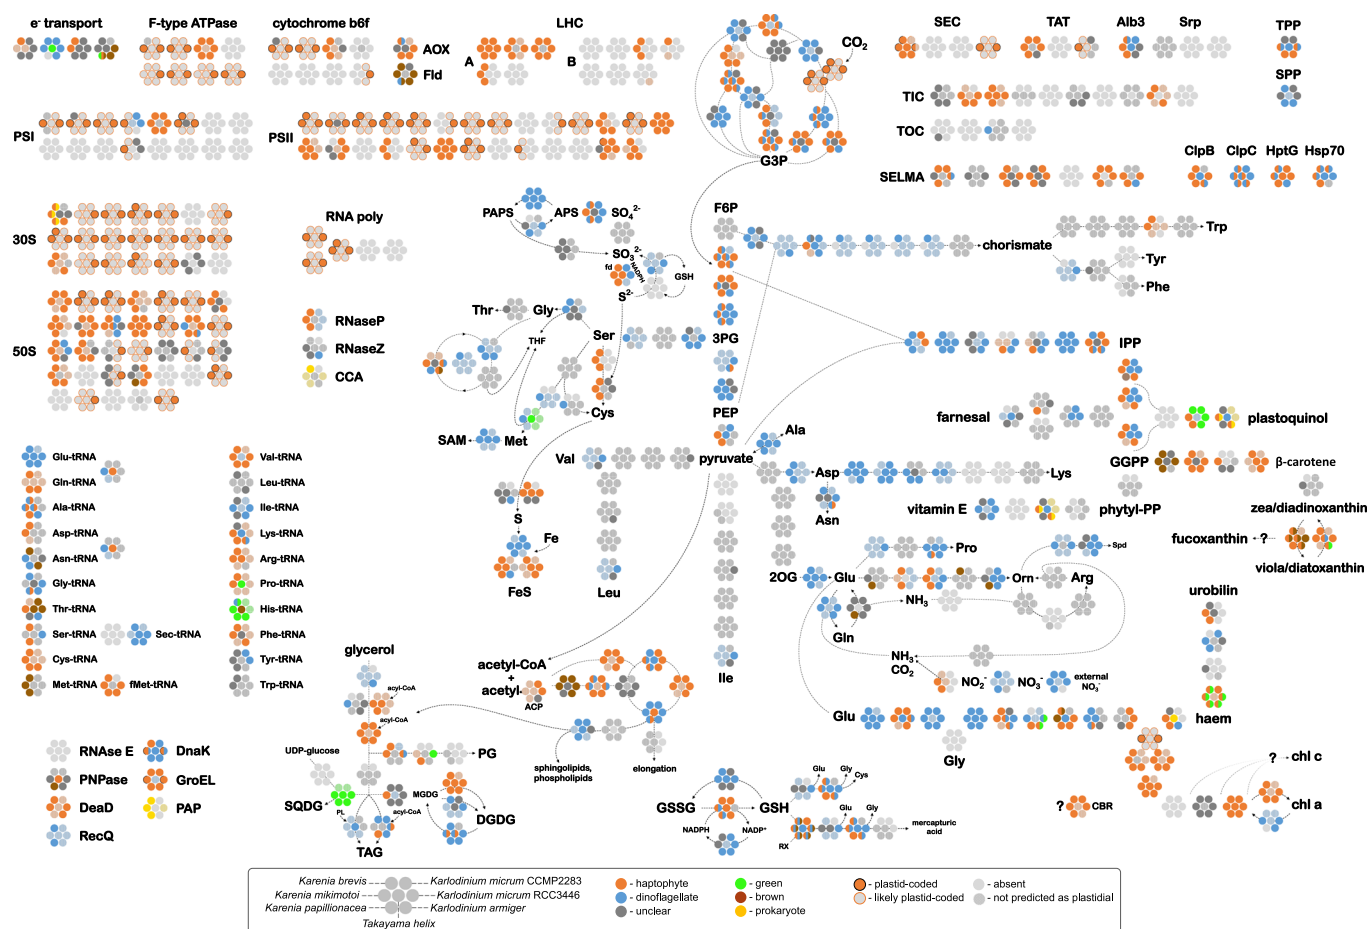 e- transport
F-type ATPase
cytochrome b6f
LHC
AOX
Fld
A
B
CO2
G3P
SEC
TAT
Alb3
Srp
TPP
SPP
TIC
TOC
SELMA
ClpB
ClpC
HptG
Hsp70
PSI
PSII
30S
RNA poly
50S
RNaseP
RNaseZ
CCA
PAPS
APS
SO4 2-
SO3 2-
fd
NADPH
GSH
S2-
F6P
chorismate
Trp
Tyr
Phe
Thr
Gly
Ser
THF
3PG
IPP
PEP
Cys
SAM
Met
farnesal
plastoquinol
Ala
Val
pyruvate
Asp
Lys
GGPP
β-carotene
Asn
vitamin E
phytyl-PP
zea/diadinoxanthin
fucoxanthin
?
viola/diatoxanthin
S
Fe
FeS
Leu
Pro
Spd
2OG
Glu
Orn
Arg
NH3
Gln
urobilin
NH3
CO2
NO2-
NO3-
external
NO3-
Glu
haem
Gly
Ile
Glu-tRNA
Gln-tRNA
Ala-tRNA
Asp-tRNA
Asn-tRNA
Gly-tRNA
Thr-tRNA
Ser-tRNA
Sec-tRNA
Cys-tRNA
Met-tRNA
fMet-tRNA
Val-tRNA
Leu-tRNA
Ile-tRNA
Lys-tRNA
Arg-tRNA
Pro-tRNA
His-tRNA
Phe-tRNA
Tyr-tRNA
Trp-tRNA
glycerol
acyl-CoA
acyl-CoA
acetyl-CoA
+
acetyl-
ACP
UDP-glucose
PG
sphingolipids,
phospholipids
elongation
SQDG
PL
acyl-CoA
MGDG
DGDG
TAG
GSSG
GSH
NADPH
NADP+
RX
Glu
Gly
Cys
Glu
Gly
mercapturic
acid
?
CBR
?
chl c
chl a
RNAse E
DnaK
PNPase
GroEL
DeaD
PAP
RecQ
Karenia brevis
Karlodinium micrum CCMP2283
Karenia mikimotoi
Karlodinium micrum RCC3446
Karenia papillionacea
Karlodinium armiger
Takayama helix
- haptophyte
- dinoflagellate
- unclear
- green
- brown
- prokaryote
- plastid-coded
- likely plastid-coded
- absent
- not predicted as plastidial